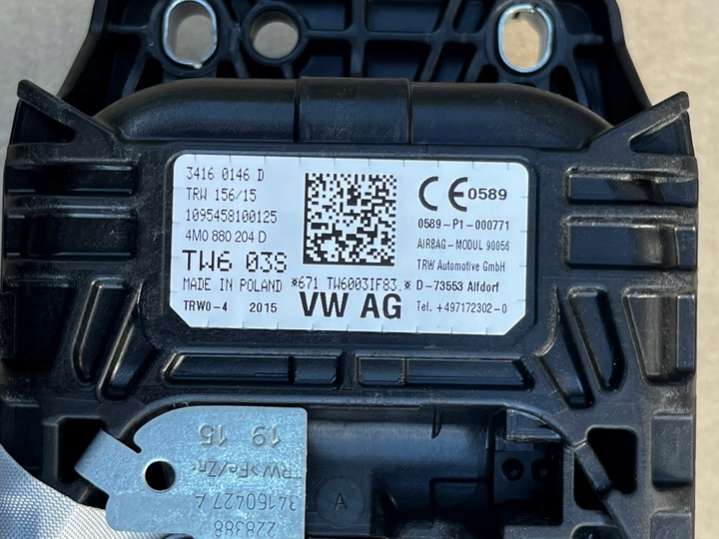 3416 0146 D
TRW 156/15
1095458100125
4M0 880 204 D
TW6 03S
MADE IN POLAND
TRW0-4 2015
*671 TW6003IF83.*
VW AG
CE 0589
0589-P1-000771
AIRBAG-MODUL 90056
TRW Automotive GmbH
D-73553 Alfdorf
Tel. +497172302-0
19 15
TRW>Fe/Zn
34160427A
228388
A